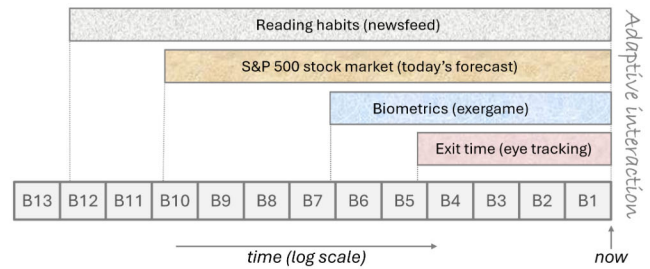 Reading habits (newsfeed)
S&P 500 stock market (today's forecast)
Biometrics (exergame)
Exit time (eye tracking)
Adaptive interaction
B13 B12 B11 B10 B9 B8 B7 B6 B5 B4 B3 B2 B1
time (log scale)
now